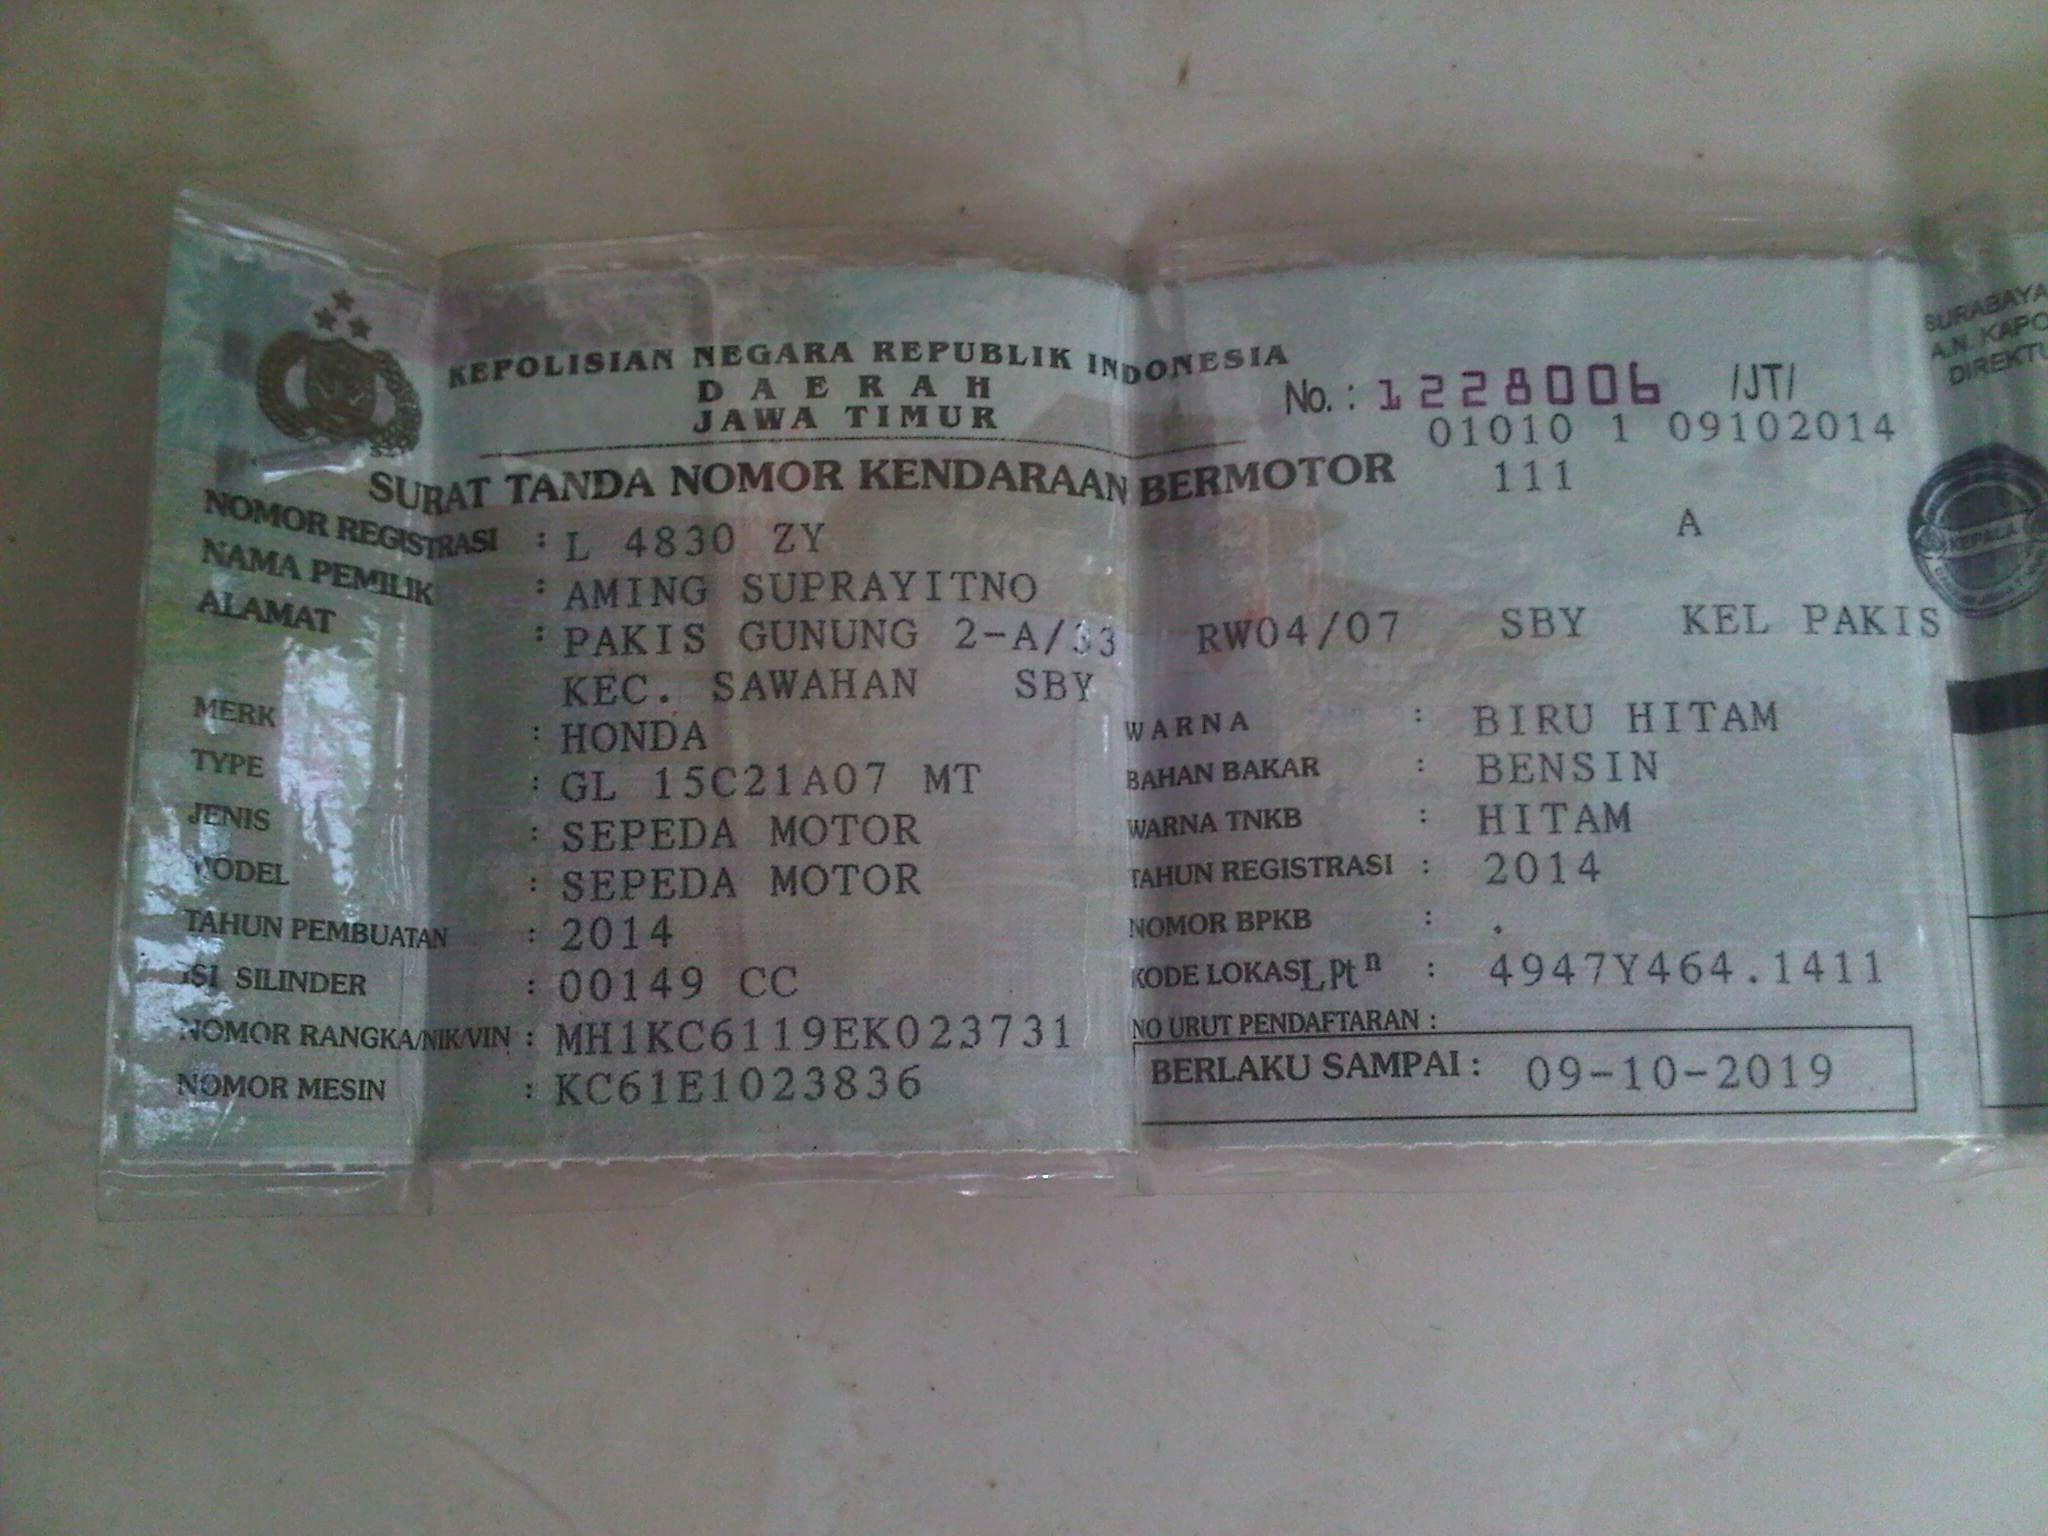 KEPOLISIAN NEGARA REPUBLIK INDONESIA
DAERAH
JAWA TIMUR
No. : 1228006 /JT/
01010 1 09102014
SURAT TANDA NOMOR KENDARAAN BERMOTOR 111
A
NOMOR REGISTRASI : L 4830 ZY
NAMA PEMILIK : AMING SUPRAYITNO
ALAMAT : PAKIS GUNUNG 2-A/33 RW04/07 SBY KEL PAKIS
KEC. SAWAHAN SBY
MERK : HONDA
TYPE : GL 15C21A07 MT
JENIS : SEPEDA MOTOR
MODEL : SEPEDA MOTOR
TAHUN PEMBUATAN : 2014
ISI SILINDER : 00149 CC
NOMOR RANGKA/NIK/VIN : MH1KC6119EK023731
NOMOR MESIN : KC61E1023836
WARNA : BIRU HITAM
BAHAN BAKAR : BENSIN
WARNA TNKB : HITAM
TAHUN REGISTRASI : 2014
NOMOR BPKB : .
KODE LOKASI L Pt n : 4947Y464.1411
NO URUT PENDAFTARAN :
BERLAKU SAMPAI : 09-10-2019
SURABAYA
A.N. KAPO
DIREKTU
KEPALA